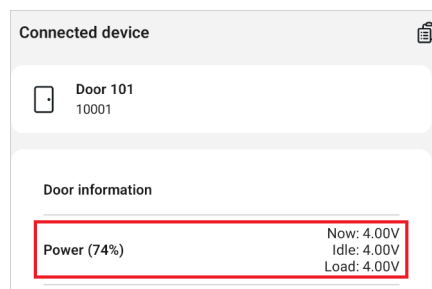 Connected device
Door 101
10001
Door information
Power (74%)
Now: 4.00V
Idle: 4.00V
Load: 4.00V